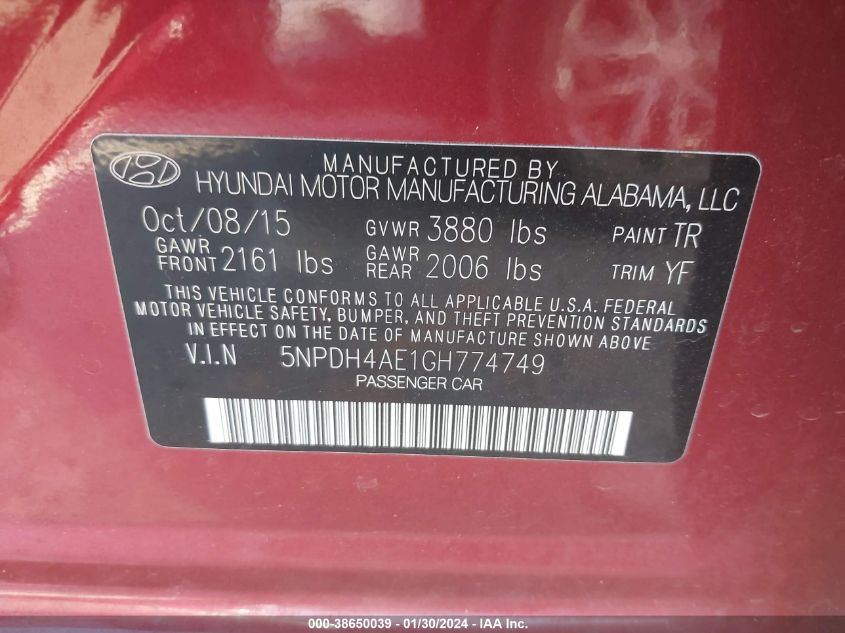 MANUFACTURED BY
HYUNDAI MOTOR MANUFACTURING ALABAMA, LLC
Oct/08/15 GVWR 3880 lbs PAINT TR
GAWR FRONT 2161 lbs GAWR REAR 2006 lbs TRIM YF
THIS VEHICLE CONFORMS TO ALL APPLICABLE U.S.A. FEDERAL
MOTOR VEHICLE SAFETY, BUMPER, AND THEFT PREVENTION STANDARDS
IN EFFECT ON THE DATE OF MANUFACTURE SHOWN ABOVE.
V.I.N 5NPDH4AE1GH774749
PASSENGER CAR
000-38650039 - 01/30/2024 - IAA Inc.